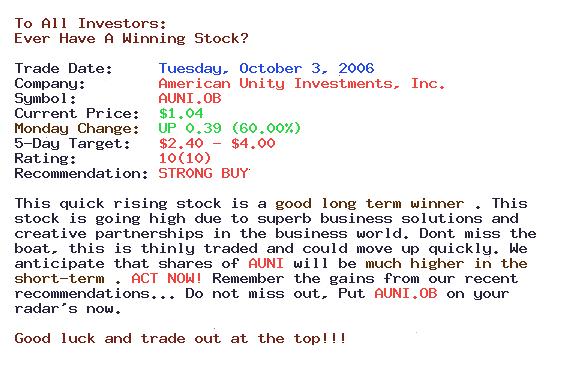 To All Investors:
Ever Have A Winning Stock?
Trade Date: Tuesday, October 3, 2006
Company: American Unity Investments, Inc.
Symbol: AUNI.OB
Current Price: $1.04
Monday Change: UP 0.39 (60.00%)
5-Day Target: $2.40 - $4.00
Rating: 10(10)
Recommendation: STRONG BUY
This quick rising stock is a good long term winner . This
stock is going high due to superb business solutions and
creative partnerships in the business world. Dont miss the
boat, this is thinly traded and could move up quickly. We
anticipate that shares of AUNI will be much higher in the
short-term . ACT NOW! Remember the gains from our recent
recommendations... Do not miss out, Put AUNI.OB on your
radar's now.
Good luck and trade out at the top!!!